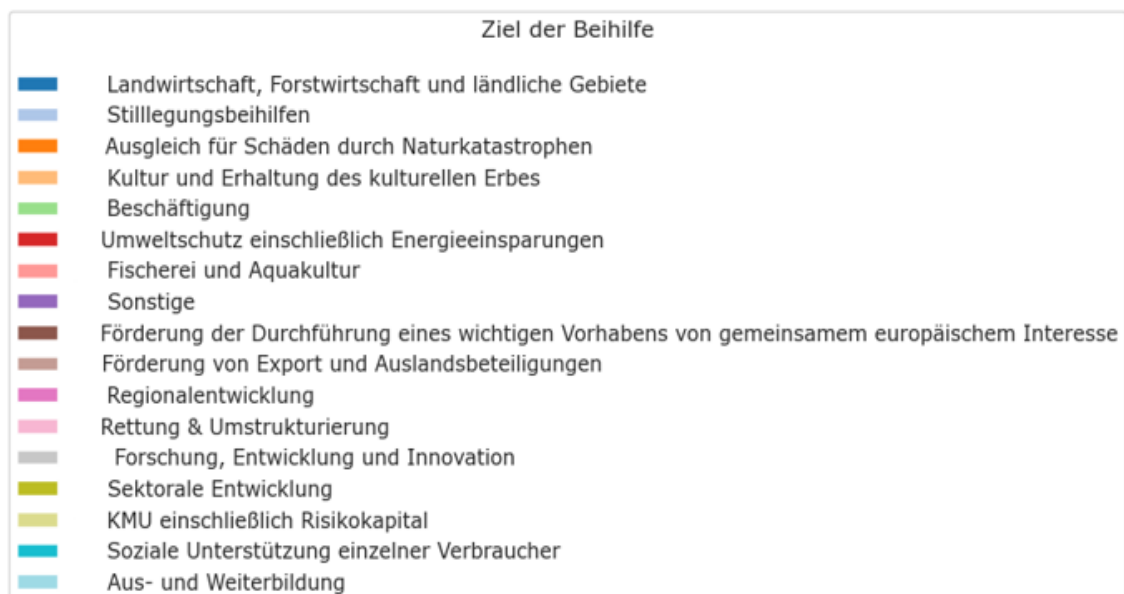 Ziel der Beihilfe
Landwirtschaft, Forstwirtschaft und ländliche Gebiete
Stilllegungsbeihilfen
Ausgleich für Schäden durch Naturkatastrophen
Kultur und Erhaltung des kulturellen Erbes
Beschäftigung
Umweltschutz einschließlich Energieeinsparungen
Fischerei und Aquakultur
Sonstige
Förderung der Durchführung eines wichtigen Vorhabens von gemeinsamem europäischem Interesse
Förderung von Export und Auslandsbeteiligungen
Regionalentwicklung
Rettung & Umstrukturierung
Forschung, Entwicklung und Innovation
Sektorale Entwicklung
KMU einschließlich Risikokapital
Soziale Unterstützung einzelner Verbraucher
Aus- und Weiterbildung